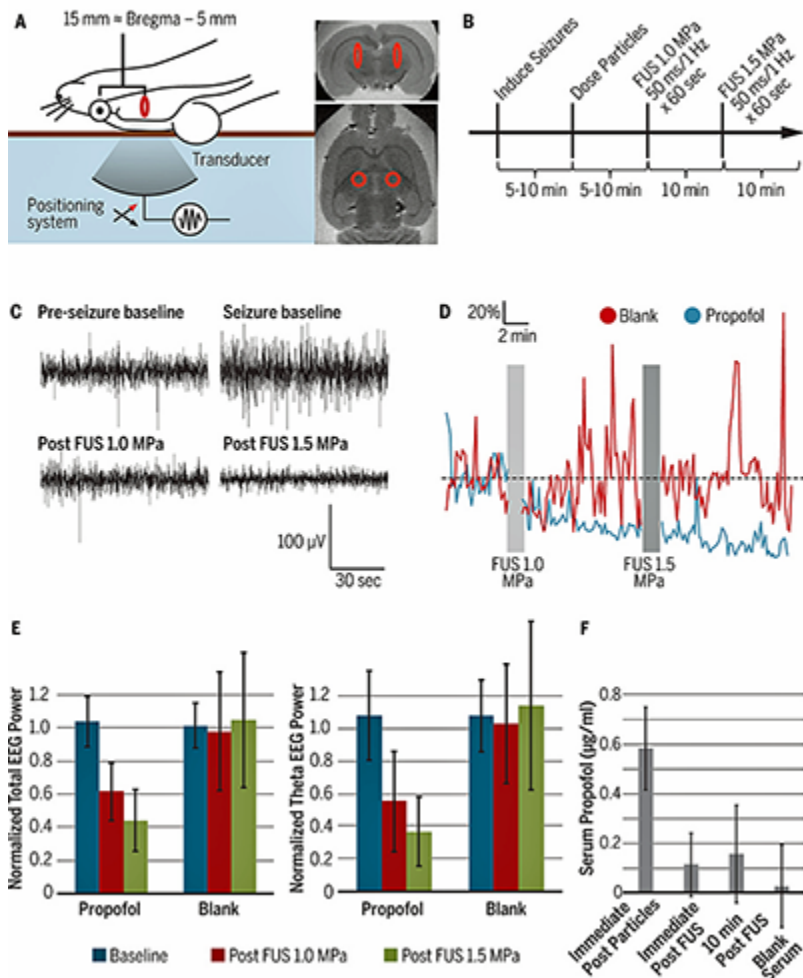 A
15 mm ≈ Bregma – 5 mm
Transducer
Positioning
system
B
Induce Seizures
Dose Particles
FUS 1.0 MPa
50 ms/1 Hz
x 60 sec
FUS 1.5 MPa
50 ms/1 Hz
x 60 sec
5-10 min
5-10 min
10 min
10 min
C
Pre-seizure baseline
Seizure baseline
Post FUS 1.0 MPa
Post FUS 1.5 MPa
100 µV
30 sec
D
20%
2 min
Blank
Propofol
FUS 1.0
MPa
FUS 1.5
MPa
E
Normalized Total EEG Power
1.2
1.0
0.8
0.6
0.4
0.2
0
Propofol
Blank
Normalized Theta EEG Power
1.2
1.0
0.8
0.6
0.4
0.2
0
Propofol
Blank
Baseline
Post FUS 1.0 MPa
Post FUS 1.5 MPa
F
Serum Propofol (µg/ml)
0.8
0.6
0.4
0.2
0
Immediate
Post Particles
Immediate
Post FUS
10 min
Post FUS
Blank
Serum